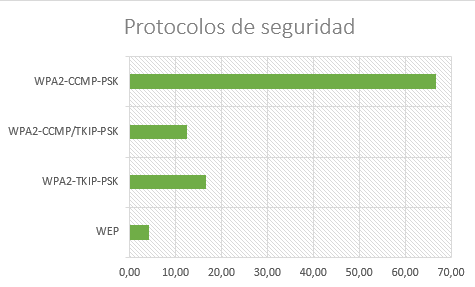 Protocolos de seguridad
WPA2-CCMP-PSK
WPA2-CCMP/TKIP-PSK
WPA2-TKIP-PSK
WEP
0,00 10,00 20,00 30,00 40,00 50,00 60,00 70,00